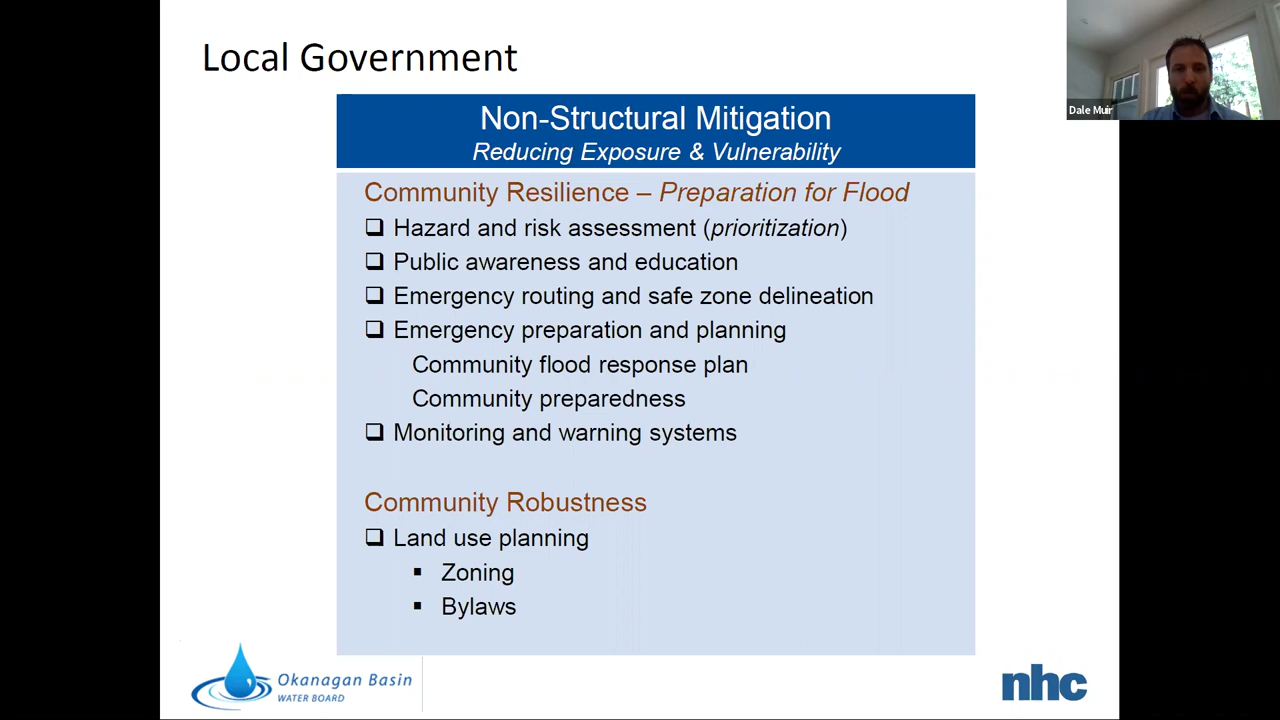 Local Government
Dale Muir
Non-Structural Mitigation
Reducing Exposure & Vulnerability
Community Resilience – Preparation for Flood
❑ Hazard and risk assessment (prioritization)
❑ Public awareness and education
❑ Emergency routing and safe zone delineation
❑ Emergency preparation and planning
Community flood response plan
Community preparedness
❑ Monitoring and warning systems
Community Robustness
❑ Land use planning
▪ Zoning
▪ Bylaws
Okanagan Basin
WATER BOARD
nhc